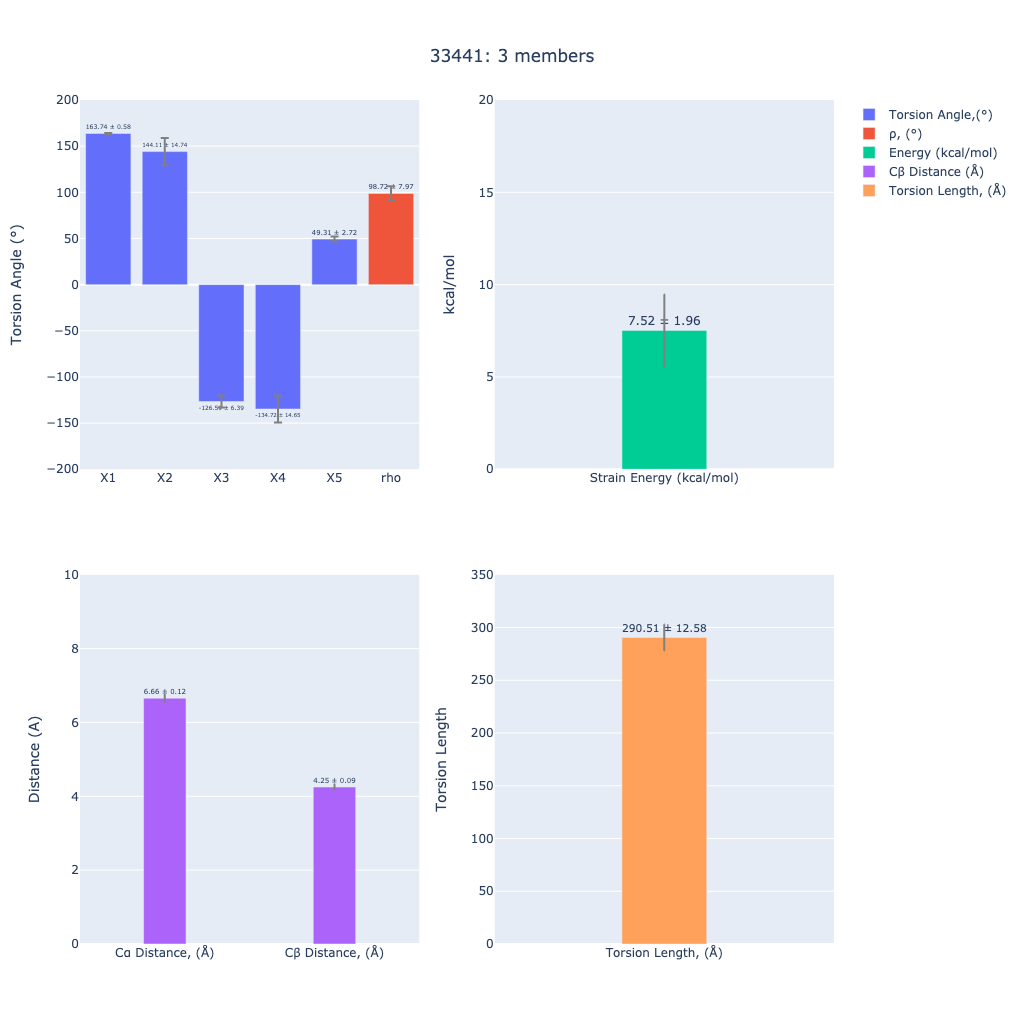 33441: 3 members
Torsion Angle (°)
200
150
100
50
0
−50
−100
−150
−200
163.74 ± 0.58
144.11 ± 14.74
-134.72 ± 14.65
49.31 ± 2.72
98.72 ± 7.97
X1 X2 X3 X4 X5 rho
kcal/mol
20
15
10
5
0
7.52 ± 1.96
Strain Energy (kcal/mol)
Torsion Angle,(°)
ρ, (°)
Energy (kcal/mol)
Cβ Distance (Å)
Torsion Length, (Å)
Distance (A)
10
8
6
4
2
0
6.66 ± 0.12
4.25 ± 0.09
Cα Distance, (Å) Cβ Distance, (Å)
Torsion Length
350
300
250
200
150
100
50
0
290.51 ± 12.58
Torsion Length, (Å)